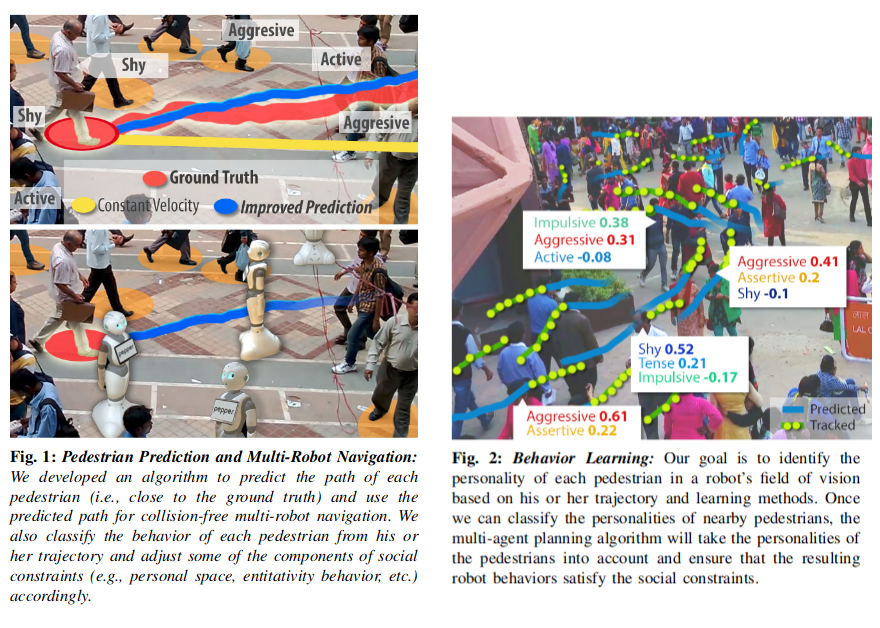 Aggresive
Shy
Active
Shy
Aggresive
Ground Truth
Active
Constant Velocity
Improved Prediction
pepper
pepper
Fig. 1: Pedestrian Prediction and Multi-Robot Navigation:
We developed an algorithm to predict the path of each
pedestrian (i.e., close to the ground truth) and use the
predicted path for collision-free multi-robot navigation. We
also classify the behavior of each pedestrian from his or
her trajectory and adjust some of the components of social
constraints (e.g., personal space, entitativity behavior, etc.)
accordingly.
Impulsive 0.38
Aggressive 0.31
Active -0.08
Aggressive 0.41
Assertive 0.2
Shy -0.1
Shy 0.52
Tense 0.21
Impulsive -0.17
Aggressive 0.61
Assertive 0.22
Predicted
Tracked
Fig. 2: Behavior Learning: Our goal is to identify the
personality of each pedestrian in a robot's field of vision
based on his or her trajectory and learning methods. Once
we can classify the personalities of nearby pedestrians, the
multi-agent planning algorithm will take the personalities of
the pedestrians into account and ensure that the resulting
robot behaviors satisfy the social constraints.